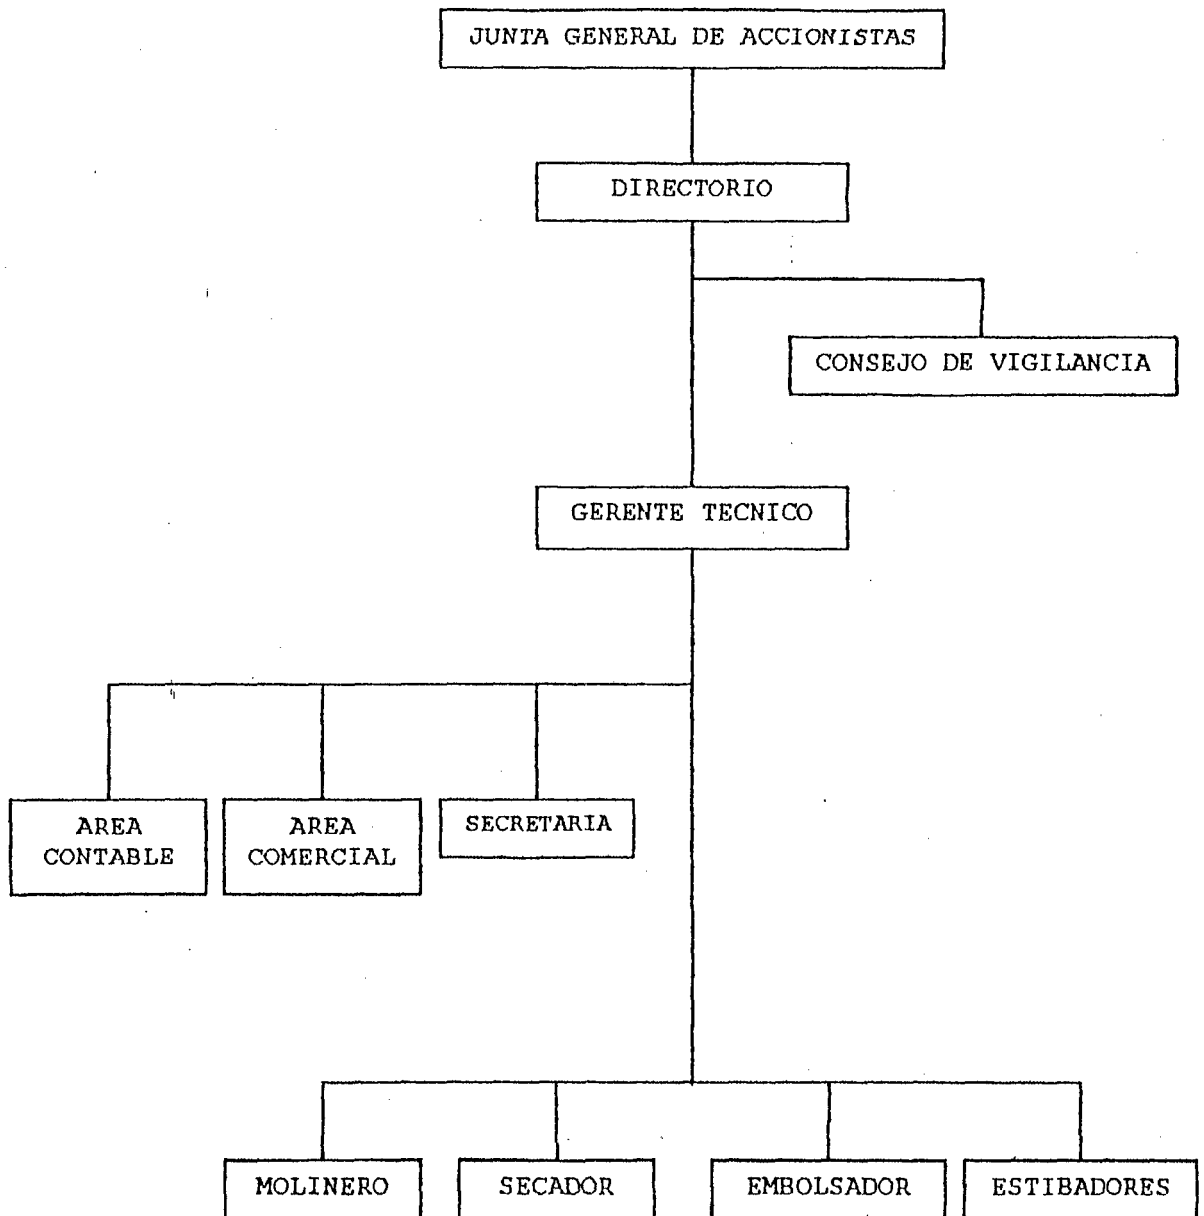 JUNTA GENERAL DE ACCIONISTAS
DIRECTORIO
CONSEJO DE VIGILANCIA
GERENTE TECNICO
AREA
CONTABLE
AREA
COMERCIAL
SECRETARIA
MOLINERO
SECADOR
EMBOLSADOR
ESTIBADORES